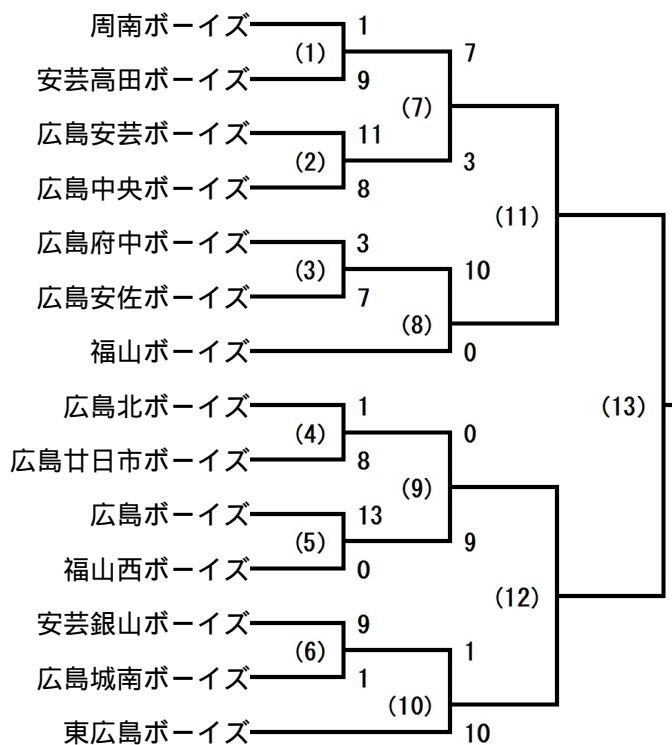 周南ボーイズ 1
(1) 7
安芸高田ボーイズ 9
(7)
広島安芸ボーイズ 11
(2) 3
広島中央ボーイズ 8
(11)
広島府中ボーイズ 3
(3) 10
広島安佐ボーイズ 7
(8)
福山ボーイズ 0
広島北ボーイズ 1
(13)
(4) 0
広島廿日市ボーイズ 8
(9)
広島ボーイズ 13
(5) 9
福山西ボーイズ 0
(12)
安芸銀山ボーイズ 9
(6) 1
広島城南ボーイズ 1
(10)
東広島ボーイズ 10